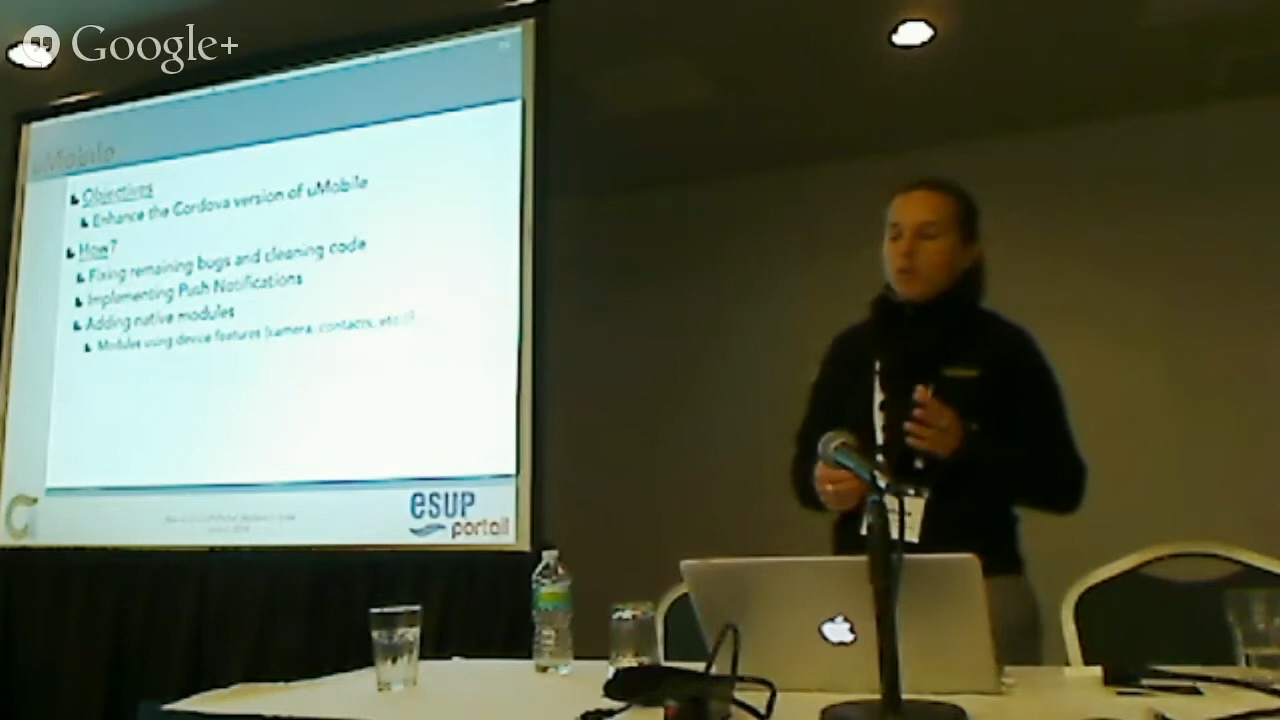 Google+
uMobile
Objectives
Enhance the Cordova version of uMobile
How?
Fixing remaining bugs and cleaning code
Implementing Push Notifications
Adding native modules
Modules using device features (camera, contacts, etc.)?
esup
portail